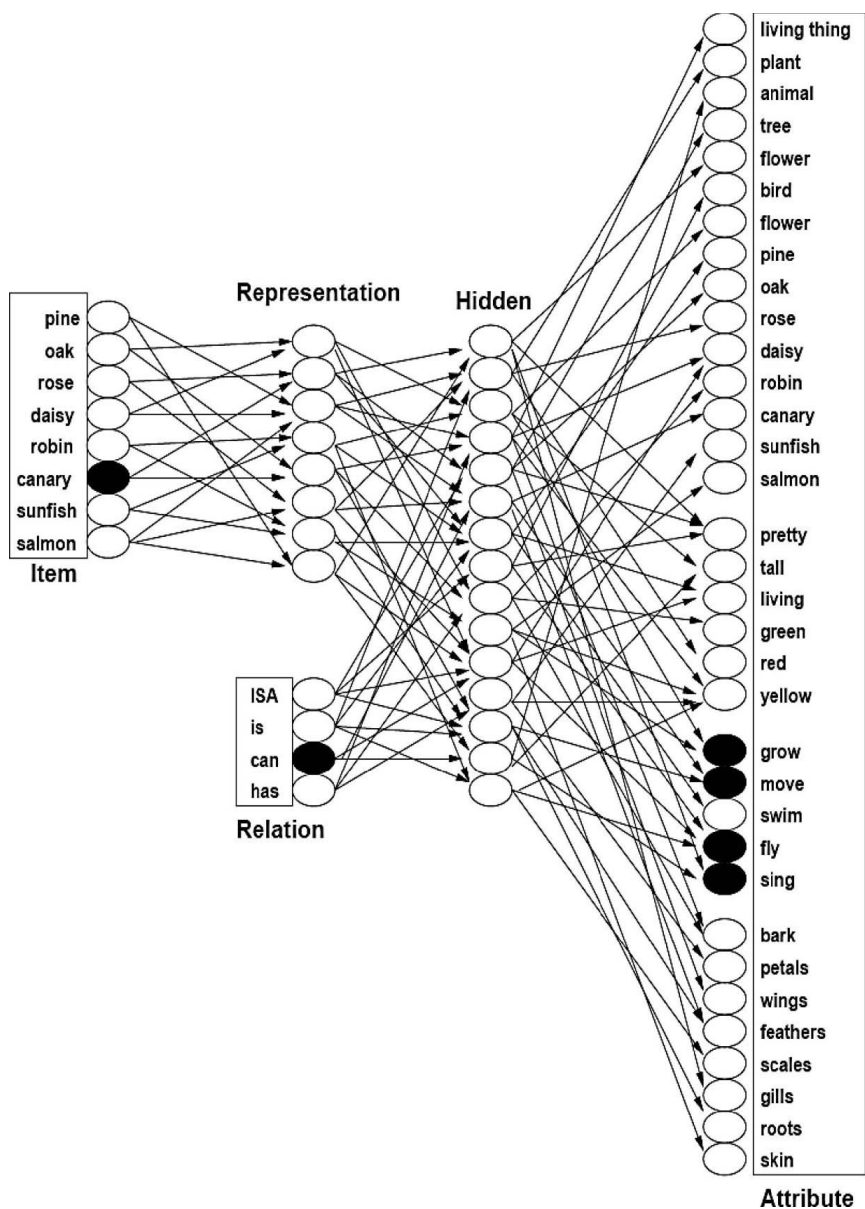 Representation
Hidden
pine
oak
rose
daisy
robin
canary
sunfish
salmon
Item
ISA
is
can
has
Relation
living thing
plant
animal
tree
flower
bird
flower
pine
oak
rose
daisy
robin
canary
sunfish
salmon
pretty
tall
living
green
red
yellow
grow
move
swim
fly
sing
bark
petals
wings
feathers
scales
gills
roots
skin
Attribute